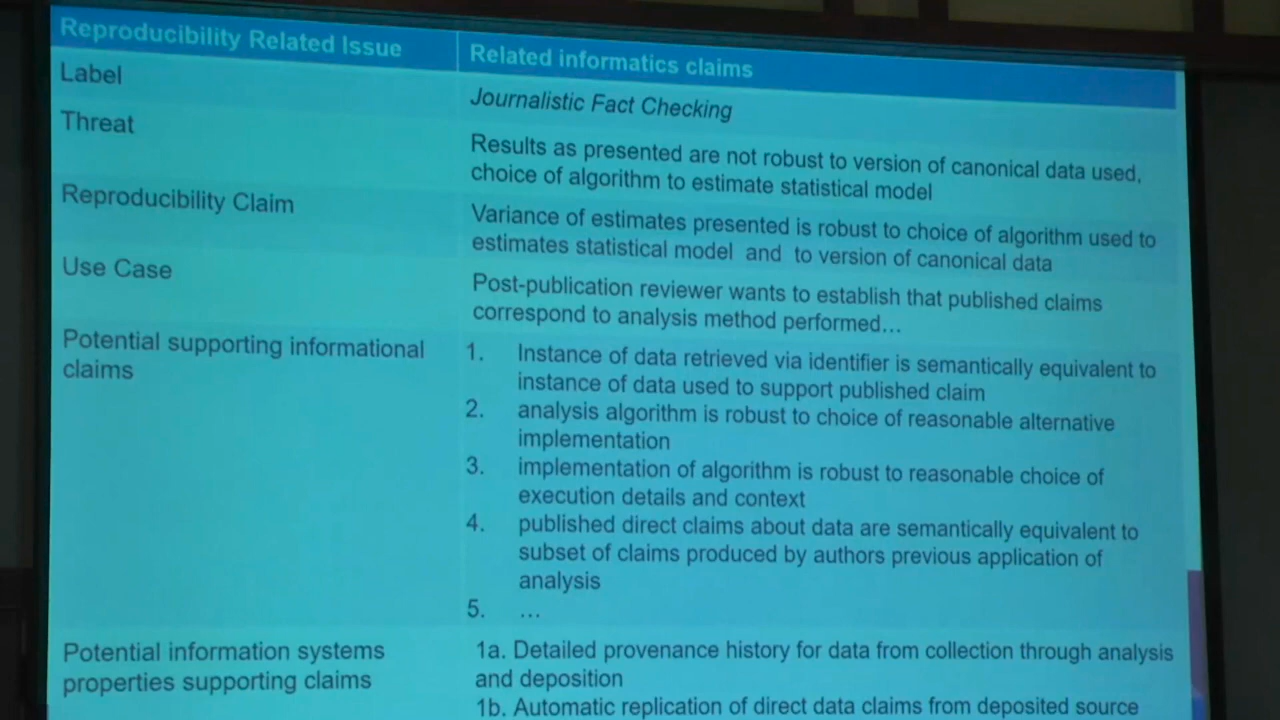 Reproducibility Related Issue
Related informatics claims
Label
Journalistic Fact Checking
Threat
Results as presented are not robust to version of canonical data used,
choice of algorithm to estimate statistical model
Reproducibility Claim
Variance of estimates presented is robust to choice of algorithm used to
estimates statistical model and to version of canonical data
Use Case
Post-publication reviewer wants to establish that published claims
correspond to analysis method performed...
Potential supporting informational
claims
1. Instance of data retrieved via identifier is semantically equivalent to
instance of data used to support published claim
2. analysis algorithm is robust to choice of reasonable alternative
implementation
3. implementation of algorithm is robust to reasonable choice of
execution details and context
4. published direct claims about data are semantically equivalent to
subset of claims produced by authors previous application of
analysis
5. ...
Potential information systems
properties supporting claims
1a. Detailed provenance history for data from collection through analysis
and deposition
1b. Automatic replication of direct data claims from deposited source